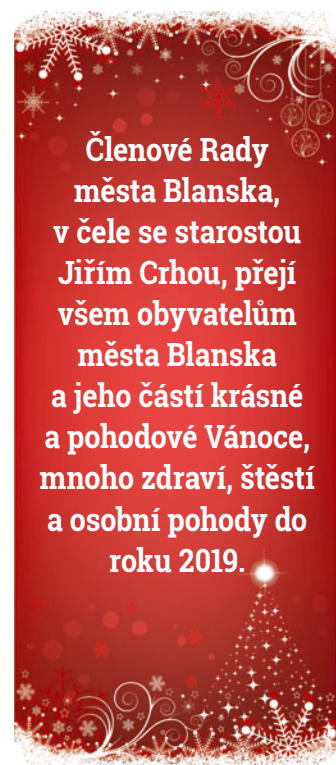 Členové Rady
města Blanska,
v čele se starostou
Jiřím Crhou, přejí
všem obyvatelům
města Blanska
a jeho částí krásné
a pohodové Vánoce,
mnoho zdraví, štěstí
a osobní pohody do
roku 2019.